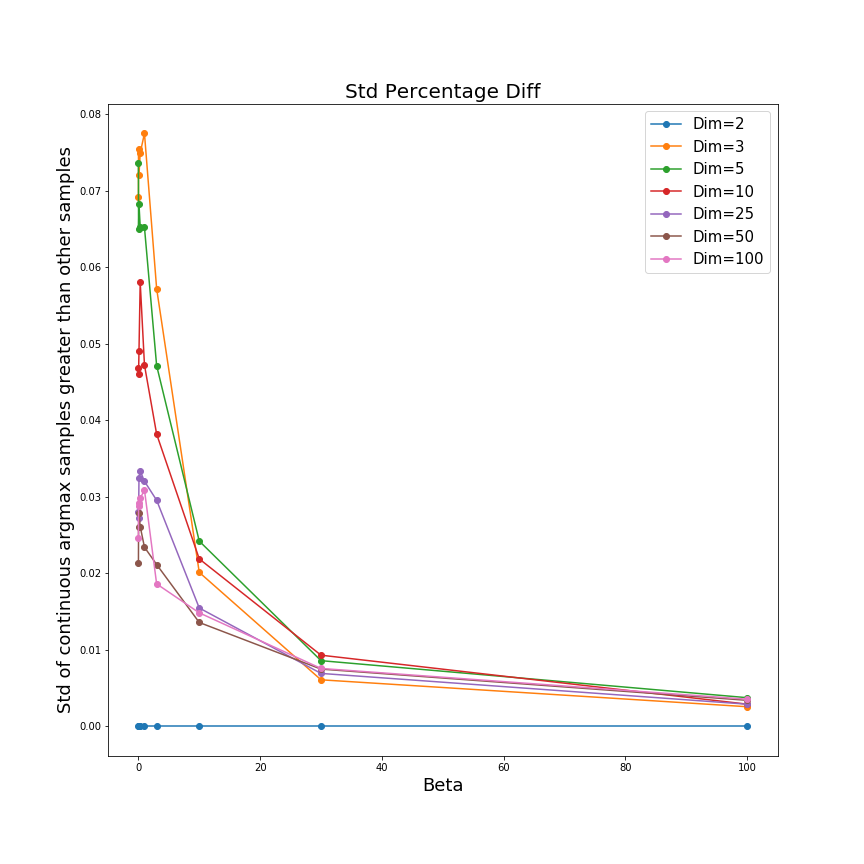 Std Percentage Diff
Std of continuous argmax samples greater than other samples
0.08
0.07
0.06
0.05
0.04
0.03
0.02
0.01
0.00
Dim=2
Dim=3
Dim=5
Dim=10
Dim=25
Dim=50
Dim=100
0 20 40 60 80 100
Beta